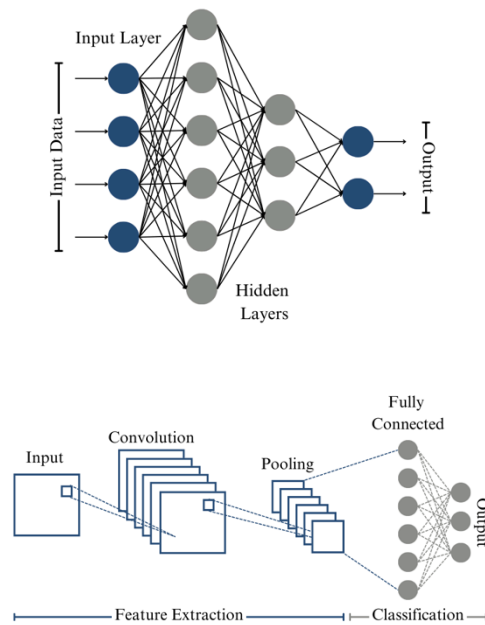 Input Layer
Input Data
Output
Hidden
Layers
Fully
Connected
Convolution
Input
Pooling
Output
Feature Extraction
Classification